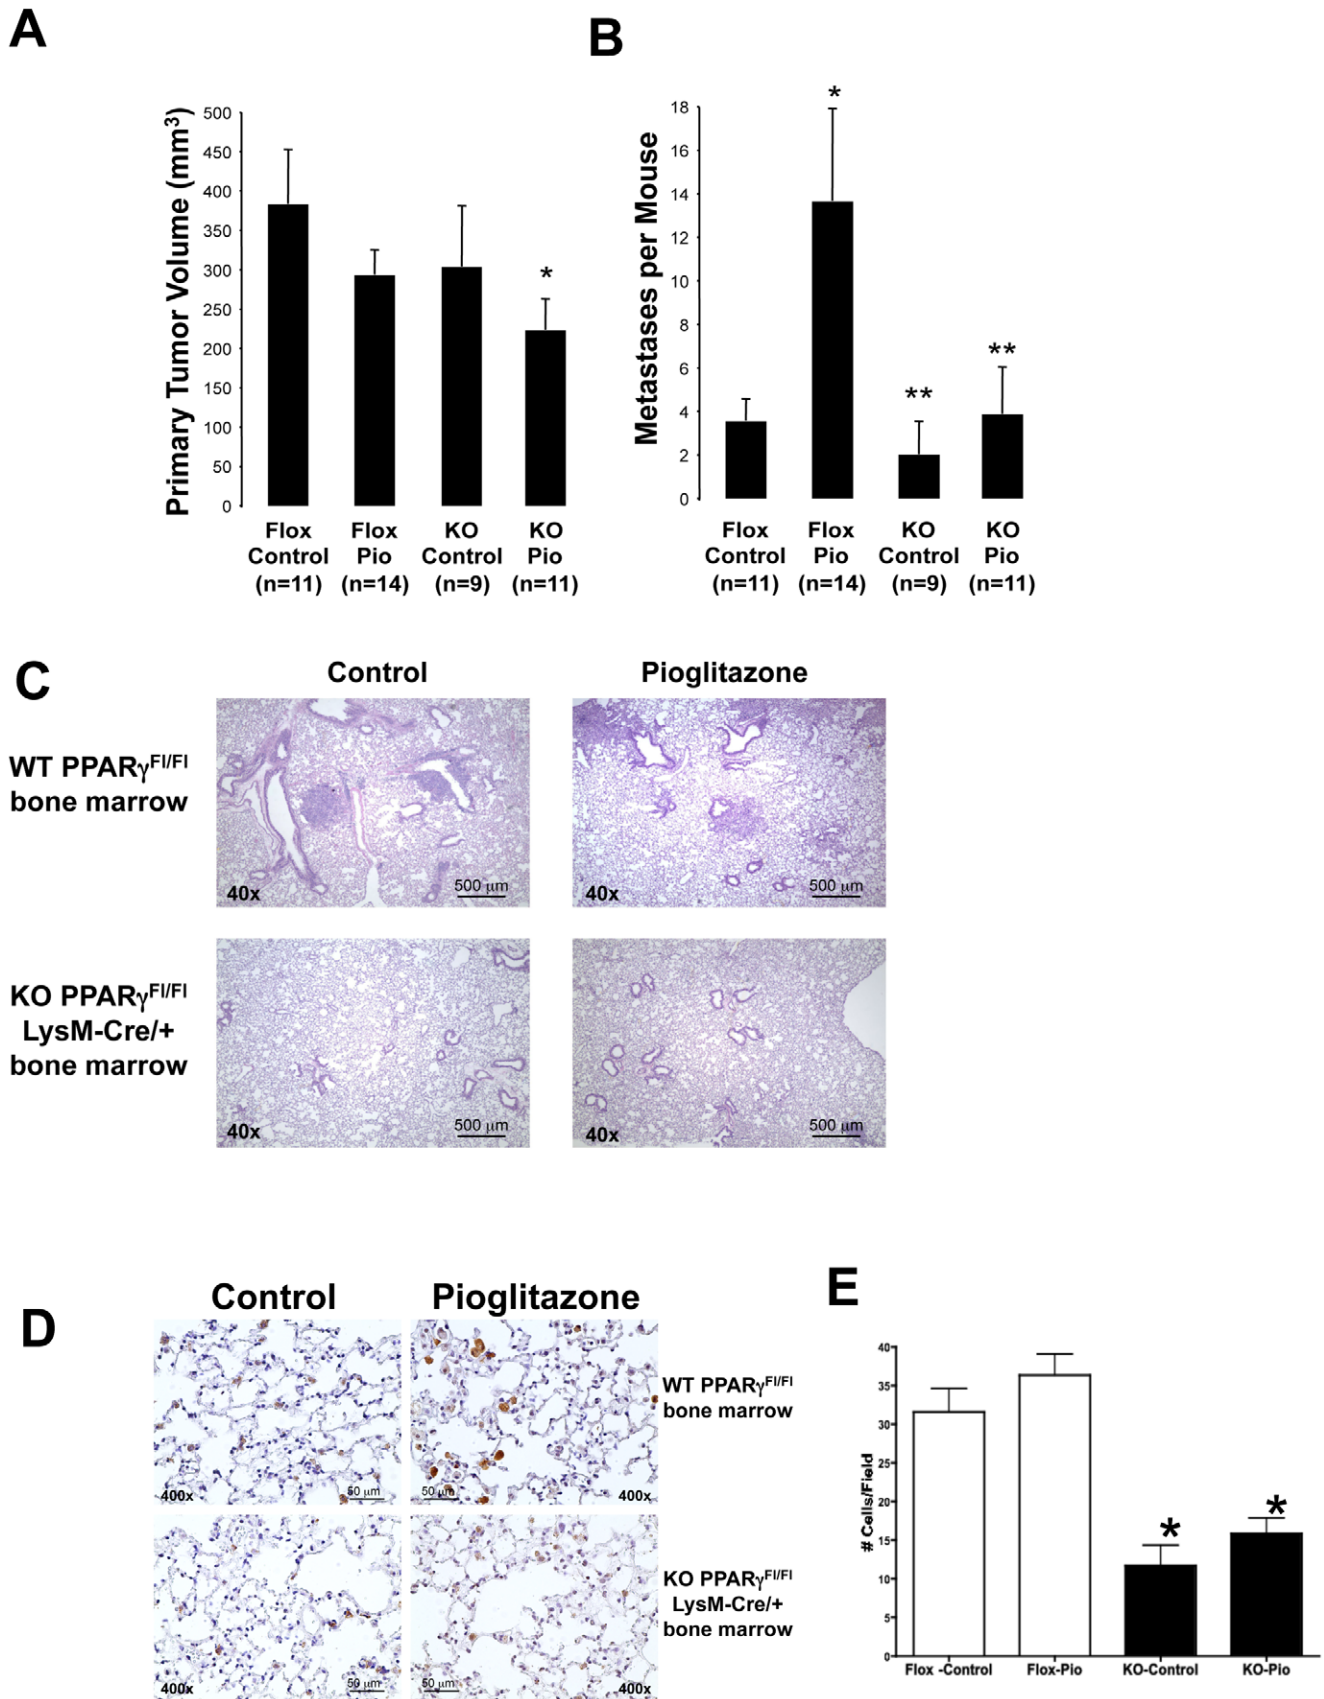 A
Primary Tumor Volume (mm³)
500
450
400
350
300
250
200
150
100
50
0
*
Flox Control (n=11)
Flox Pio (n=14)
KO Control (n=9)
KO Pio (n=11)
B
Metastases per Mouse
18
16
14
12
10
8
6
4
2
0
*
**
**
Flox Control (n=11)
Flox Pio (n=14)
KO Control (n=9)
KO Pio (n=11)
C
Control
Pioglitazone
WT PPARγFl/Fl
bone marrow
40x
500 µm
40x
500 µm
KO PPARγFl/Fl
LysM-Cre/+
bone marrow
40x
500 µm
40x
500 µm
D
Control
Pioglitazone
400x
50 µm
50 µm
400x
WT PPARγFl/Fl
bone marrow
400x
50 µm
50 µm
400x
KO PPARγFl/Fl
LysM-Cre/+
bone marrow
E
# Cells/Field
40
35
30
25
20
15
10
5
0
*
*
Flox -Control
Flox-Pio
KO-Control
KO-Pio